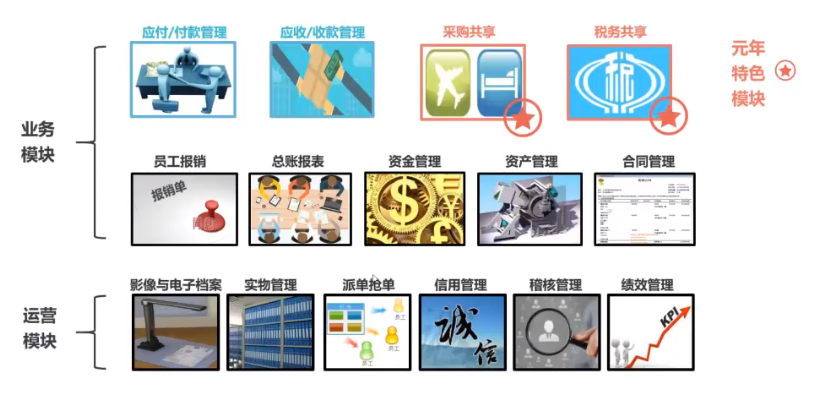 应付/付款管理
应收/收款管理
采购共享
税务共享
元年
特色
模块
业务
模块
员工报销
总账报表
资金管理
资产管理
合同管理
报销单
税
影像与电子档案
实物管理
派单抢单
信用管理
稽核管理
绩效管理
运营
模块
员工
员工
员工
诚
信
KPI